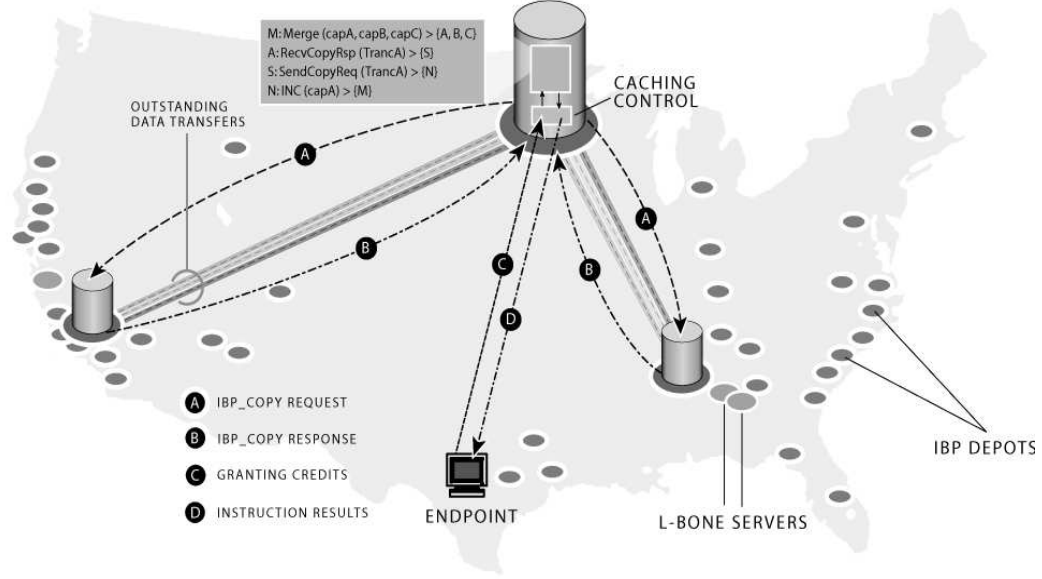 M: Merge (capA, capB, capC) > {A, B, C}
A: RecvCopyRsp (TrancA) > {S}
S: SendCopyReq (TrancA) > {N}
N: INC {capA} > {M}
CACHING
CONTROL
OUTSTANDING
DATA TRANSFERS
A
A
B
C
B
D
A IBP_COPY REQUEST
B IBP_COPY RESPONSE
C GRANTING CREDITS
D INSTRUCTION RESULTS
ENDPOINT
L-BONE SERVERS
IBP DEPOTS